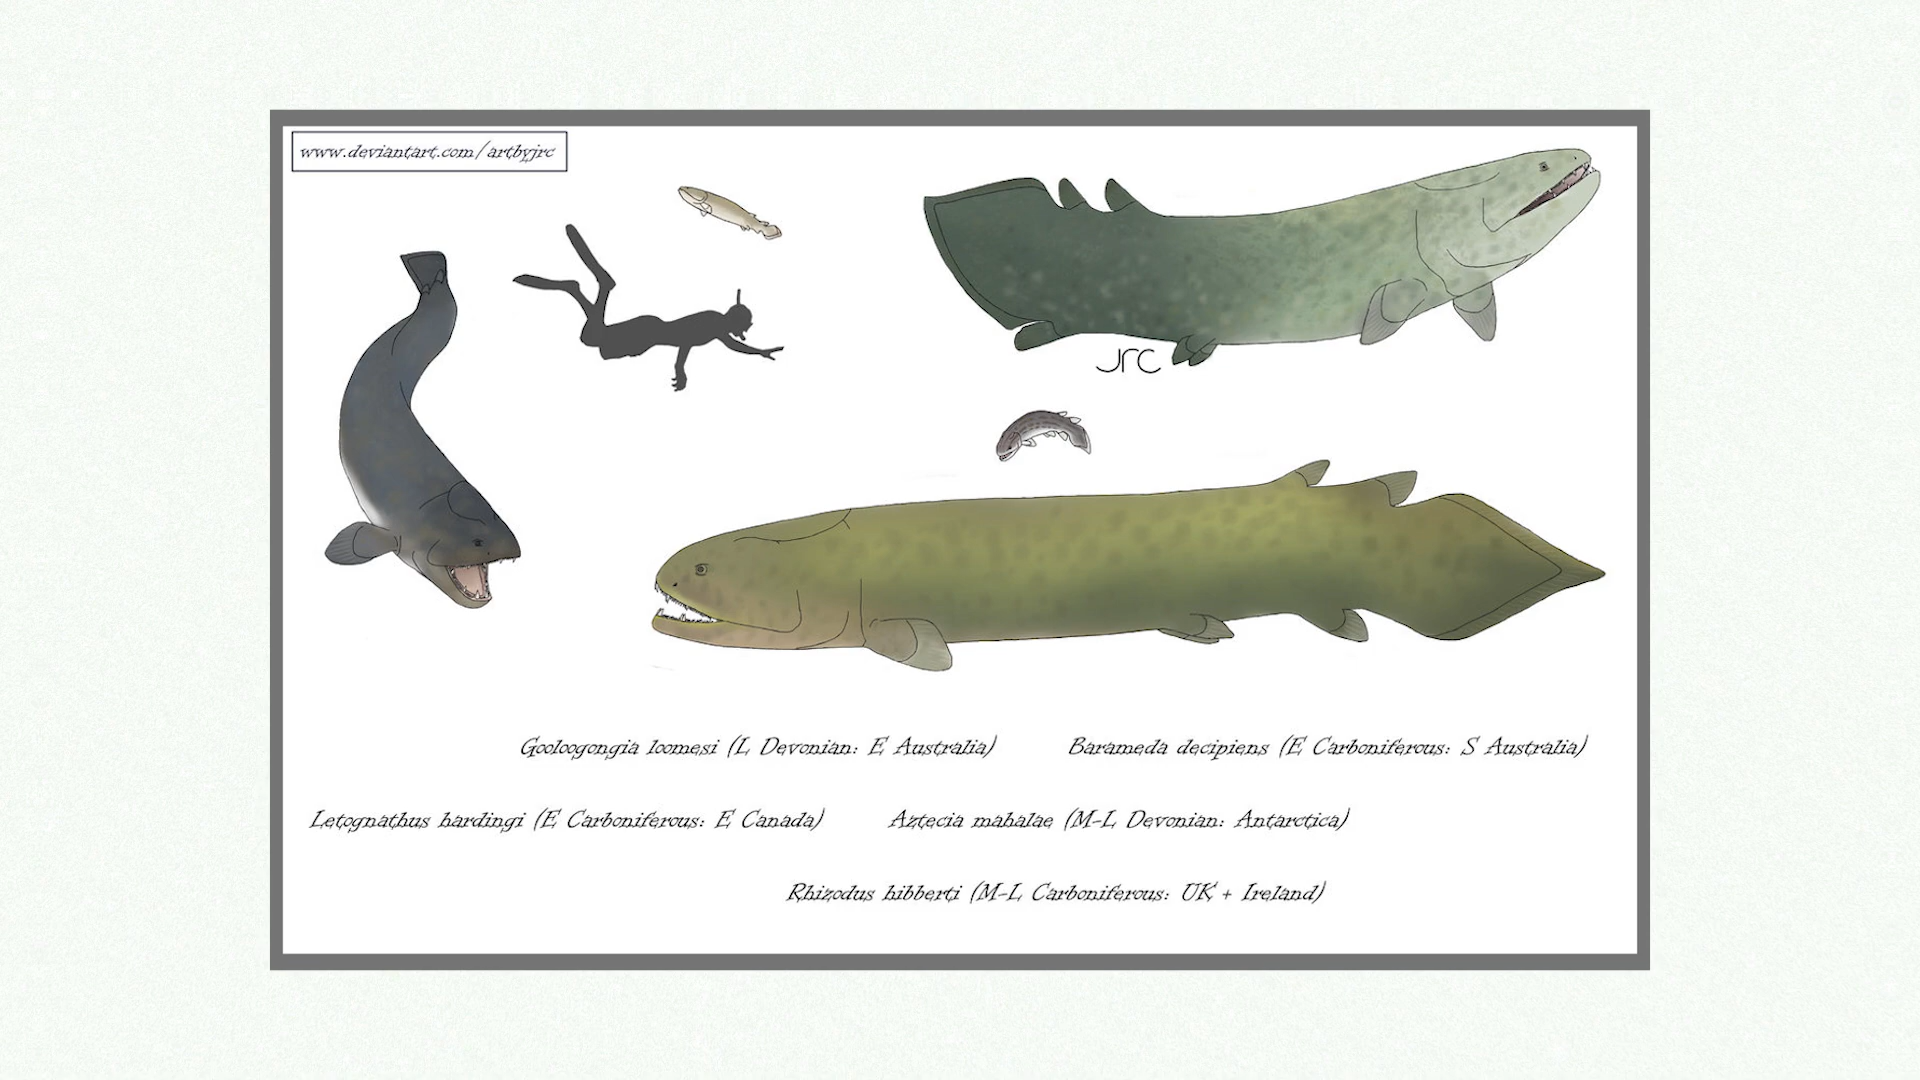 www.deviantart.com/artbyjrc
jrc
Gooloogongia loomesi (L Devonian: E Australia)
Barameda decipiens (E Carboniferous: S Australia)
Letognathus hardingi (E Carboniferous: E Canada)
Aztecia mahalae (M-L Devonian: Antarctica)
Rhizodus hibberti (M-L Carboniferous: UK + Ireland)